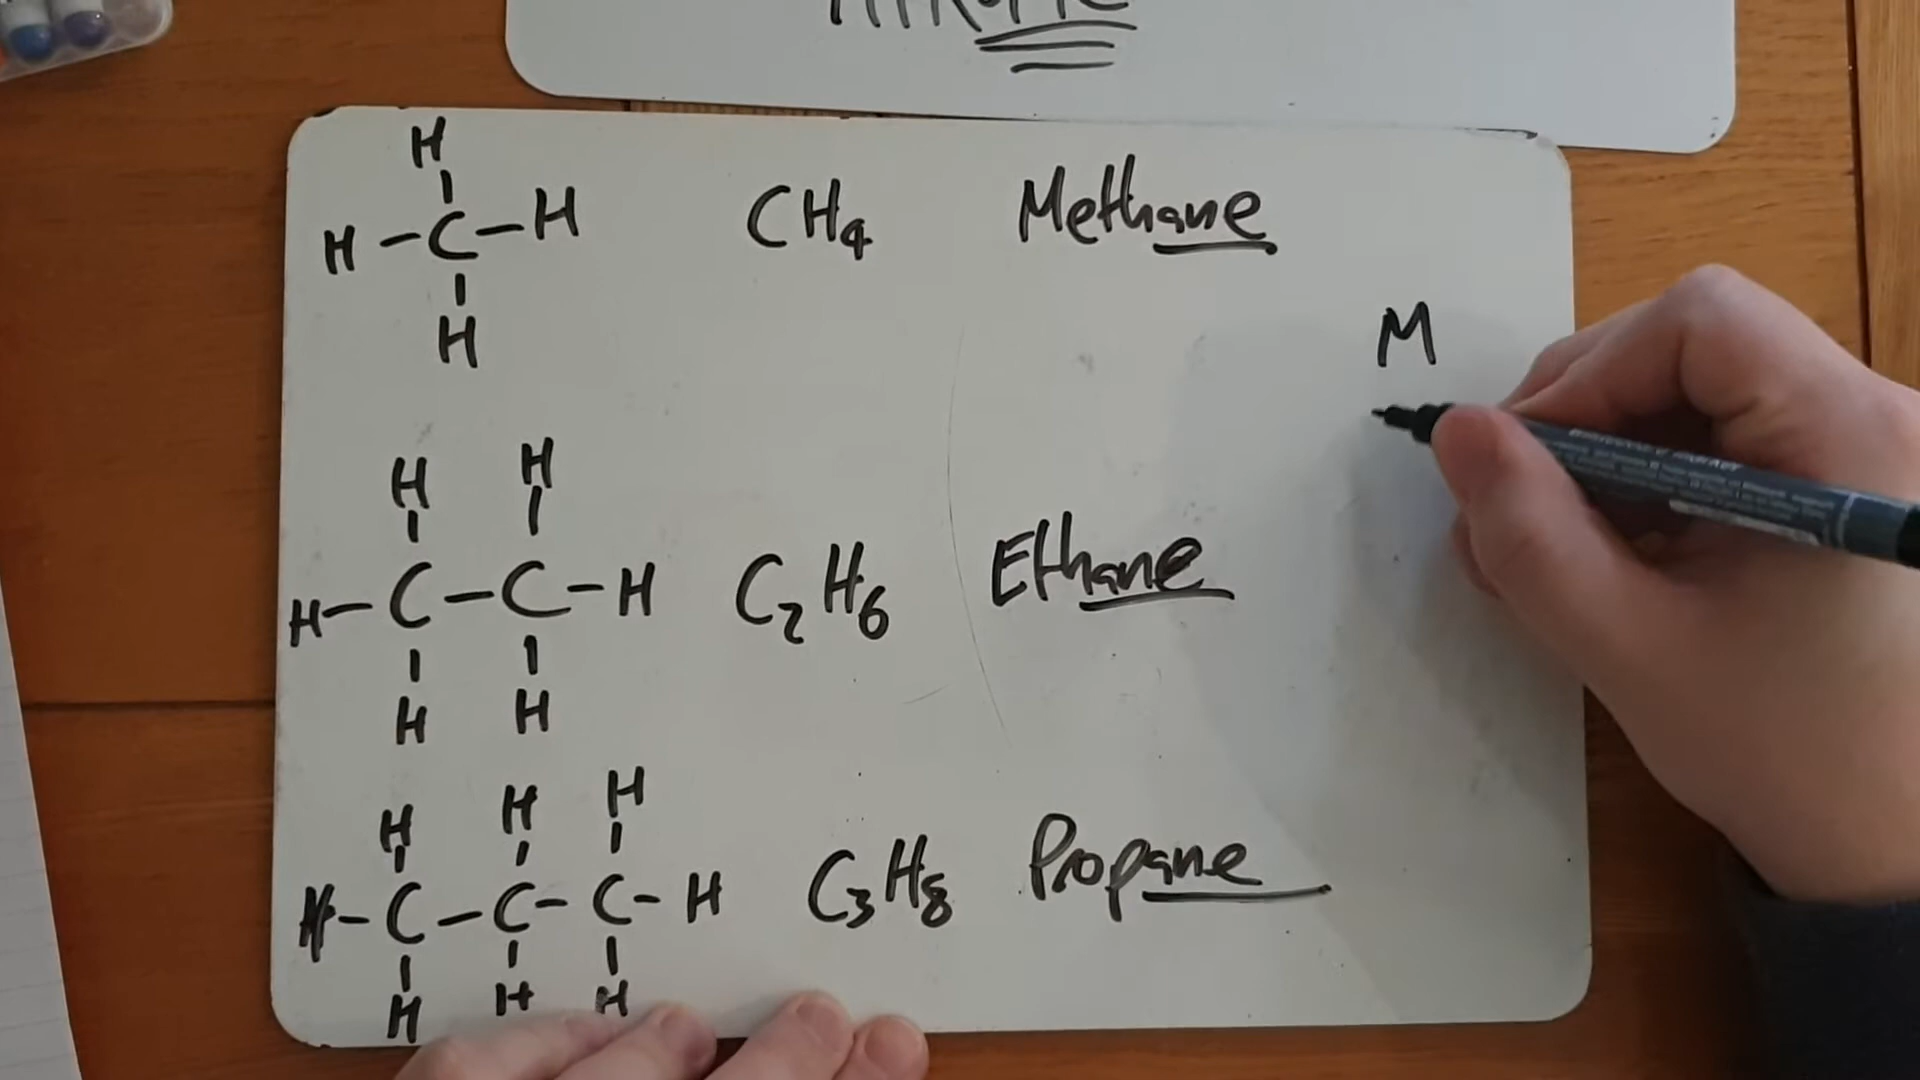 H
H - C - H CH4 Methane
H
M
H H
H - C - C - H C2H6 Ethane
H H
H H H
H - C - C - C - H C3H8 Propane
H H H